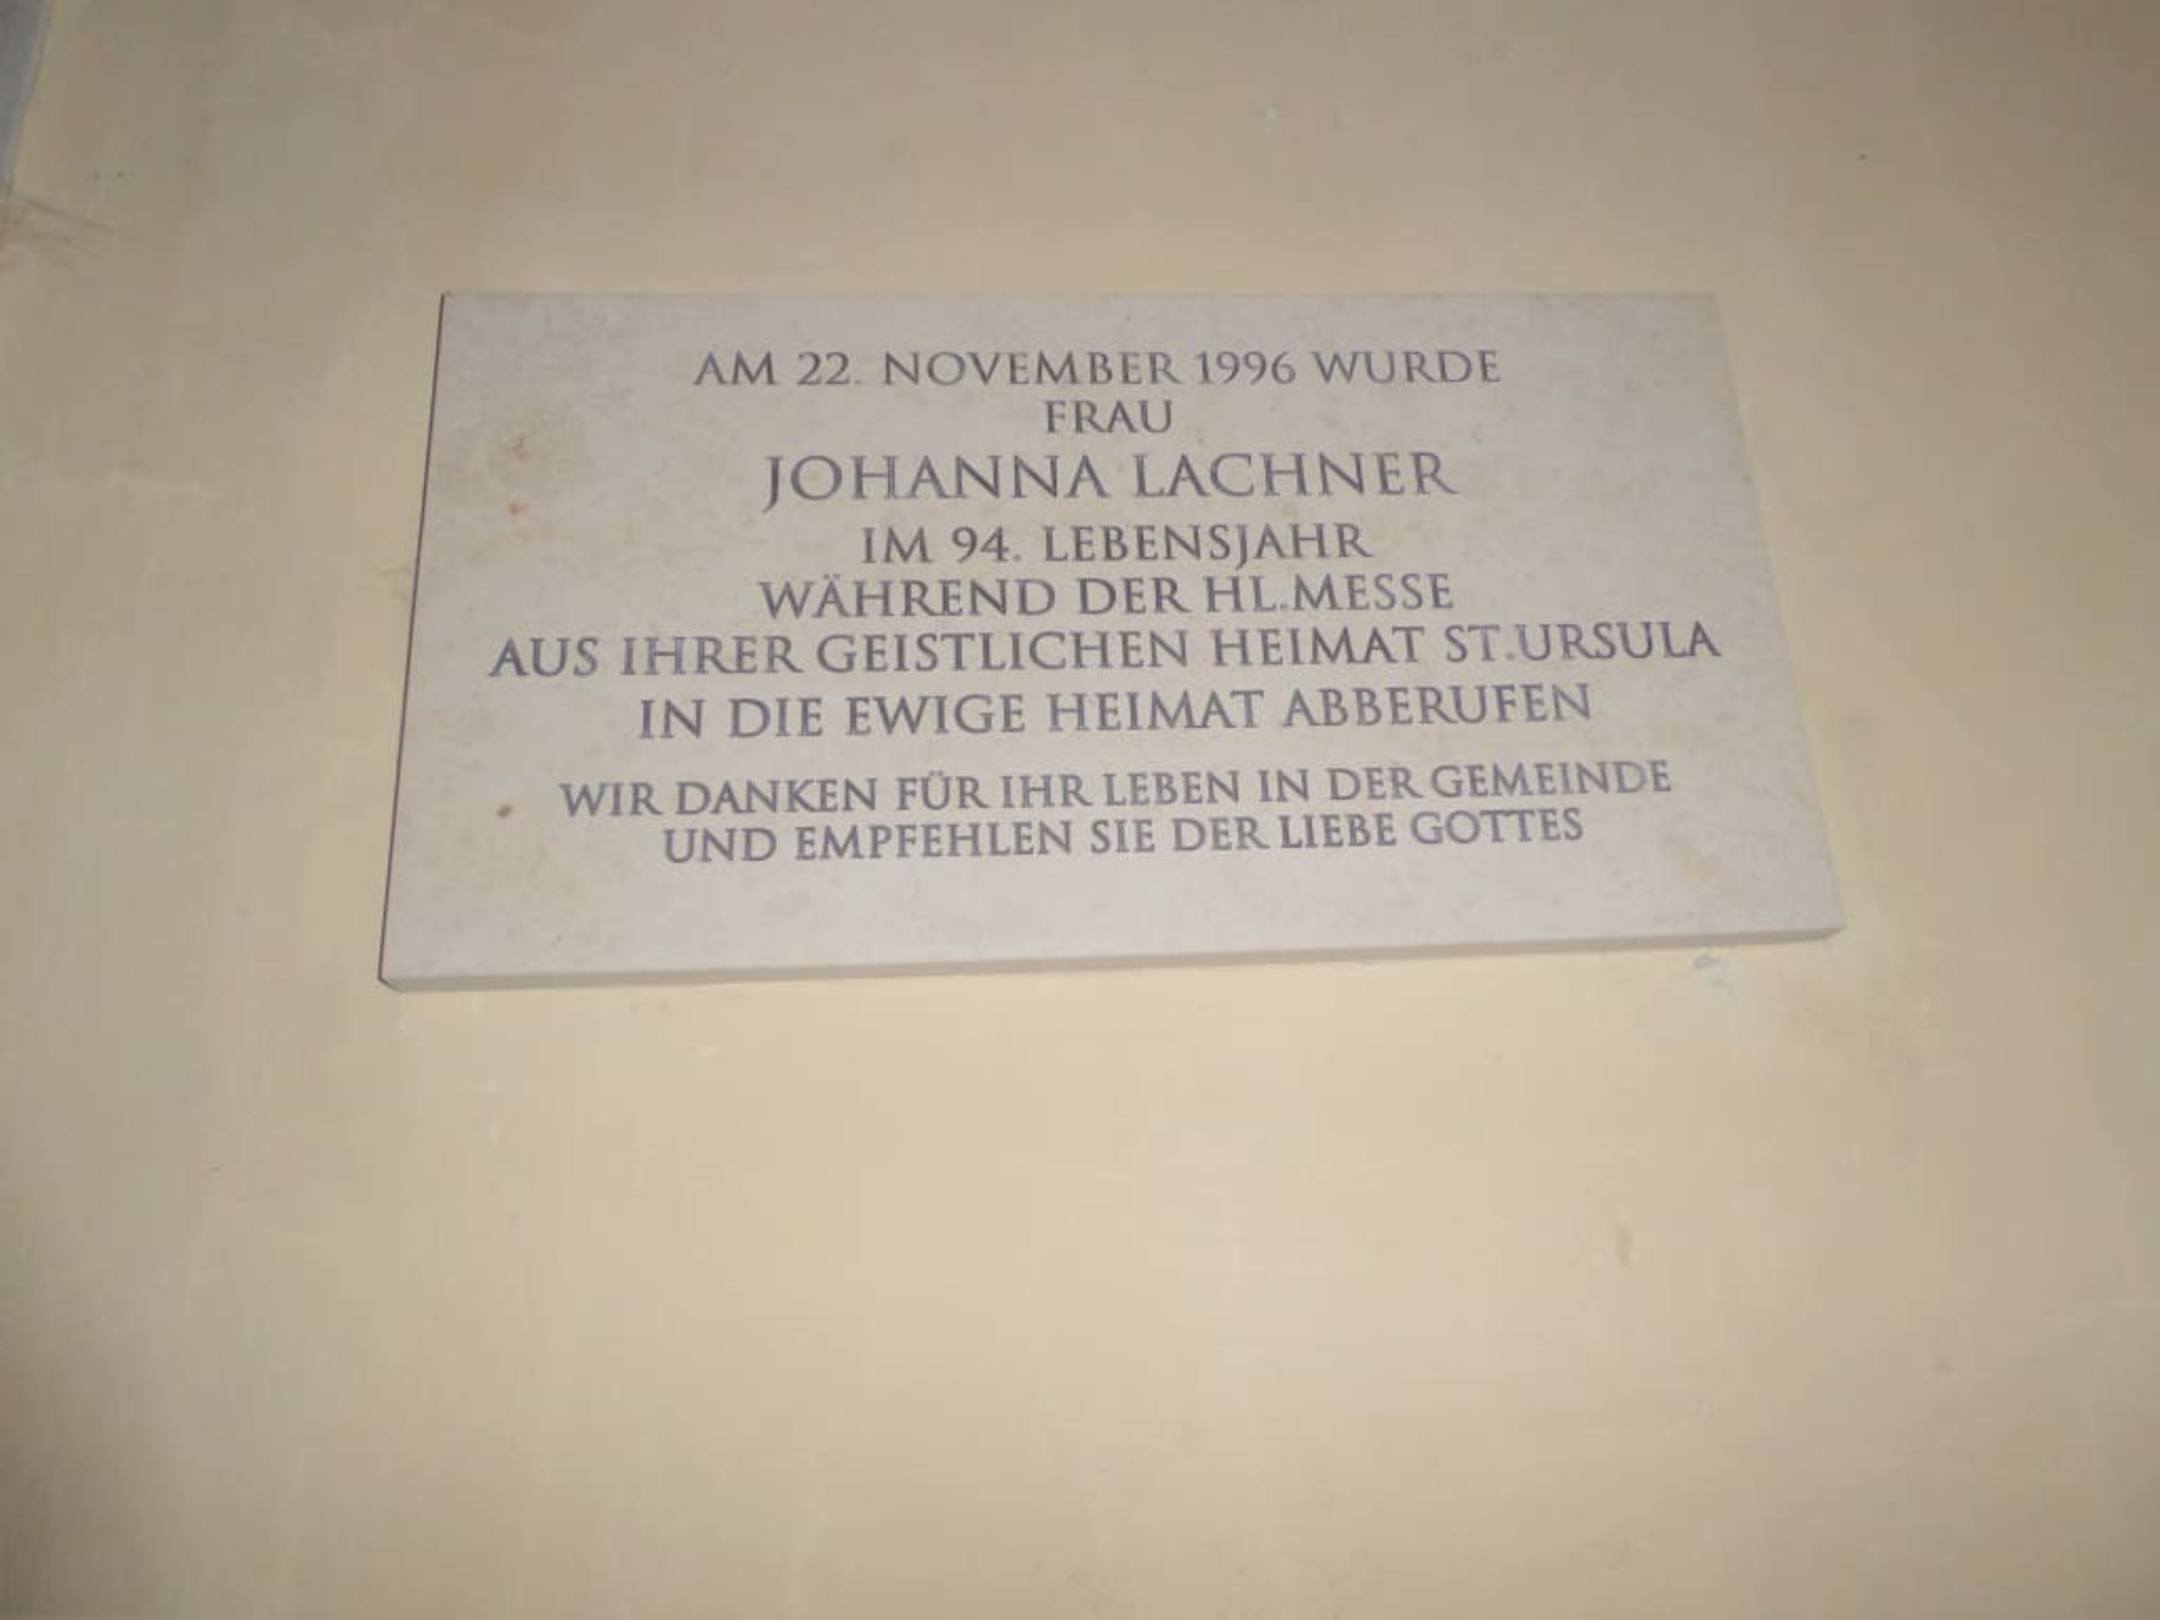 AM 22. NOVEMBER 1996 WURDE
FRAU
JOHANNA LACHNER
IM 94. LEBENSJAHR
WÄHREND DER HL.MESSE
AUS IHRER GEISTLICHEN HEIMAT ST.URSULA
IN DIE EWIGE HEIMAT ABBERUFEN
WIR DANKEN FÜR IHR LEBEN IN DER GEMEINDE
UND EMPFEHLEN SIE DER LIEBE GOTTES